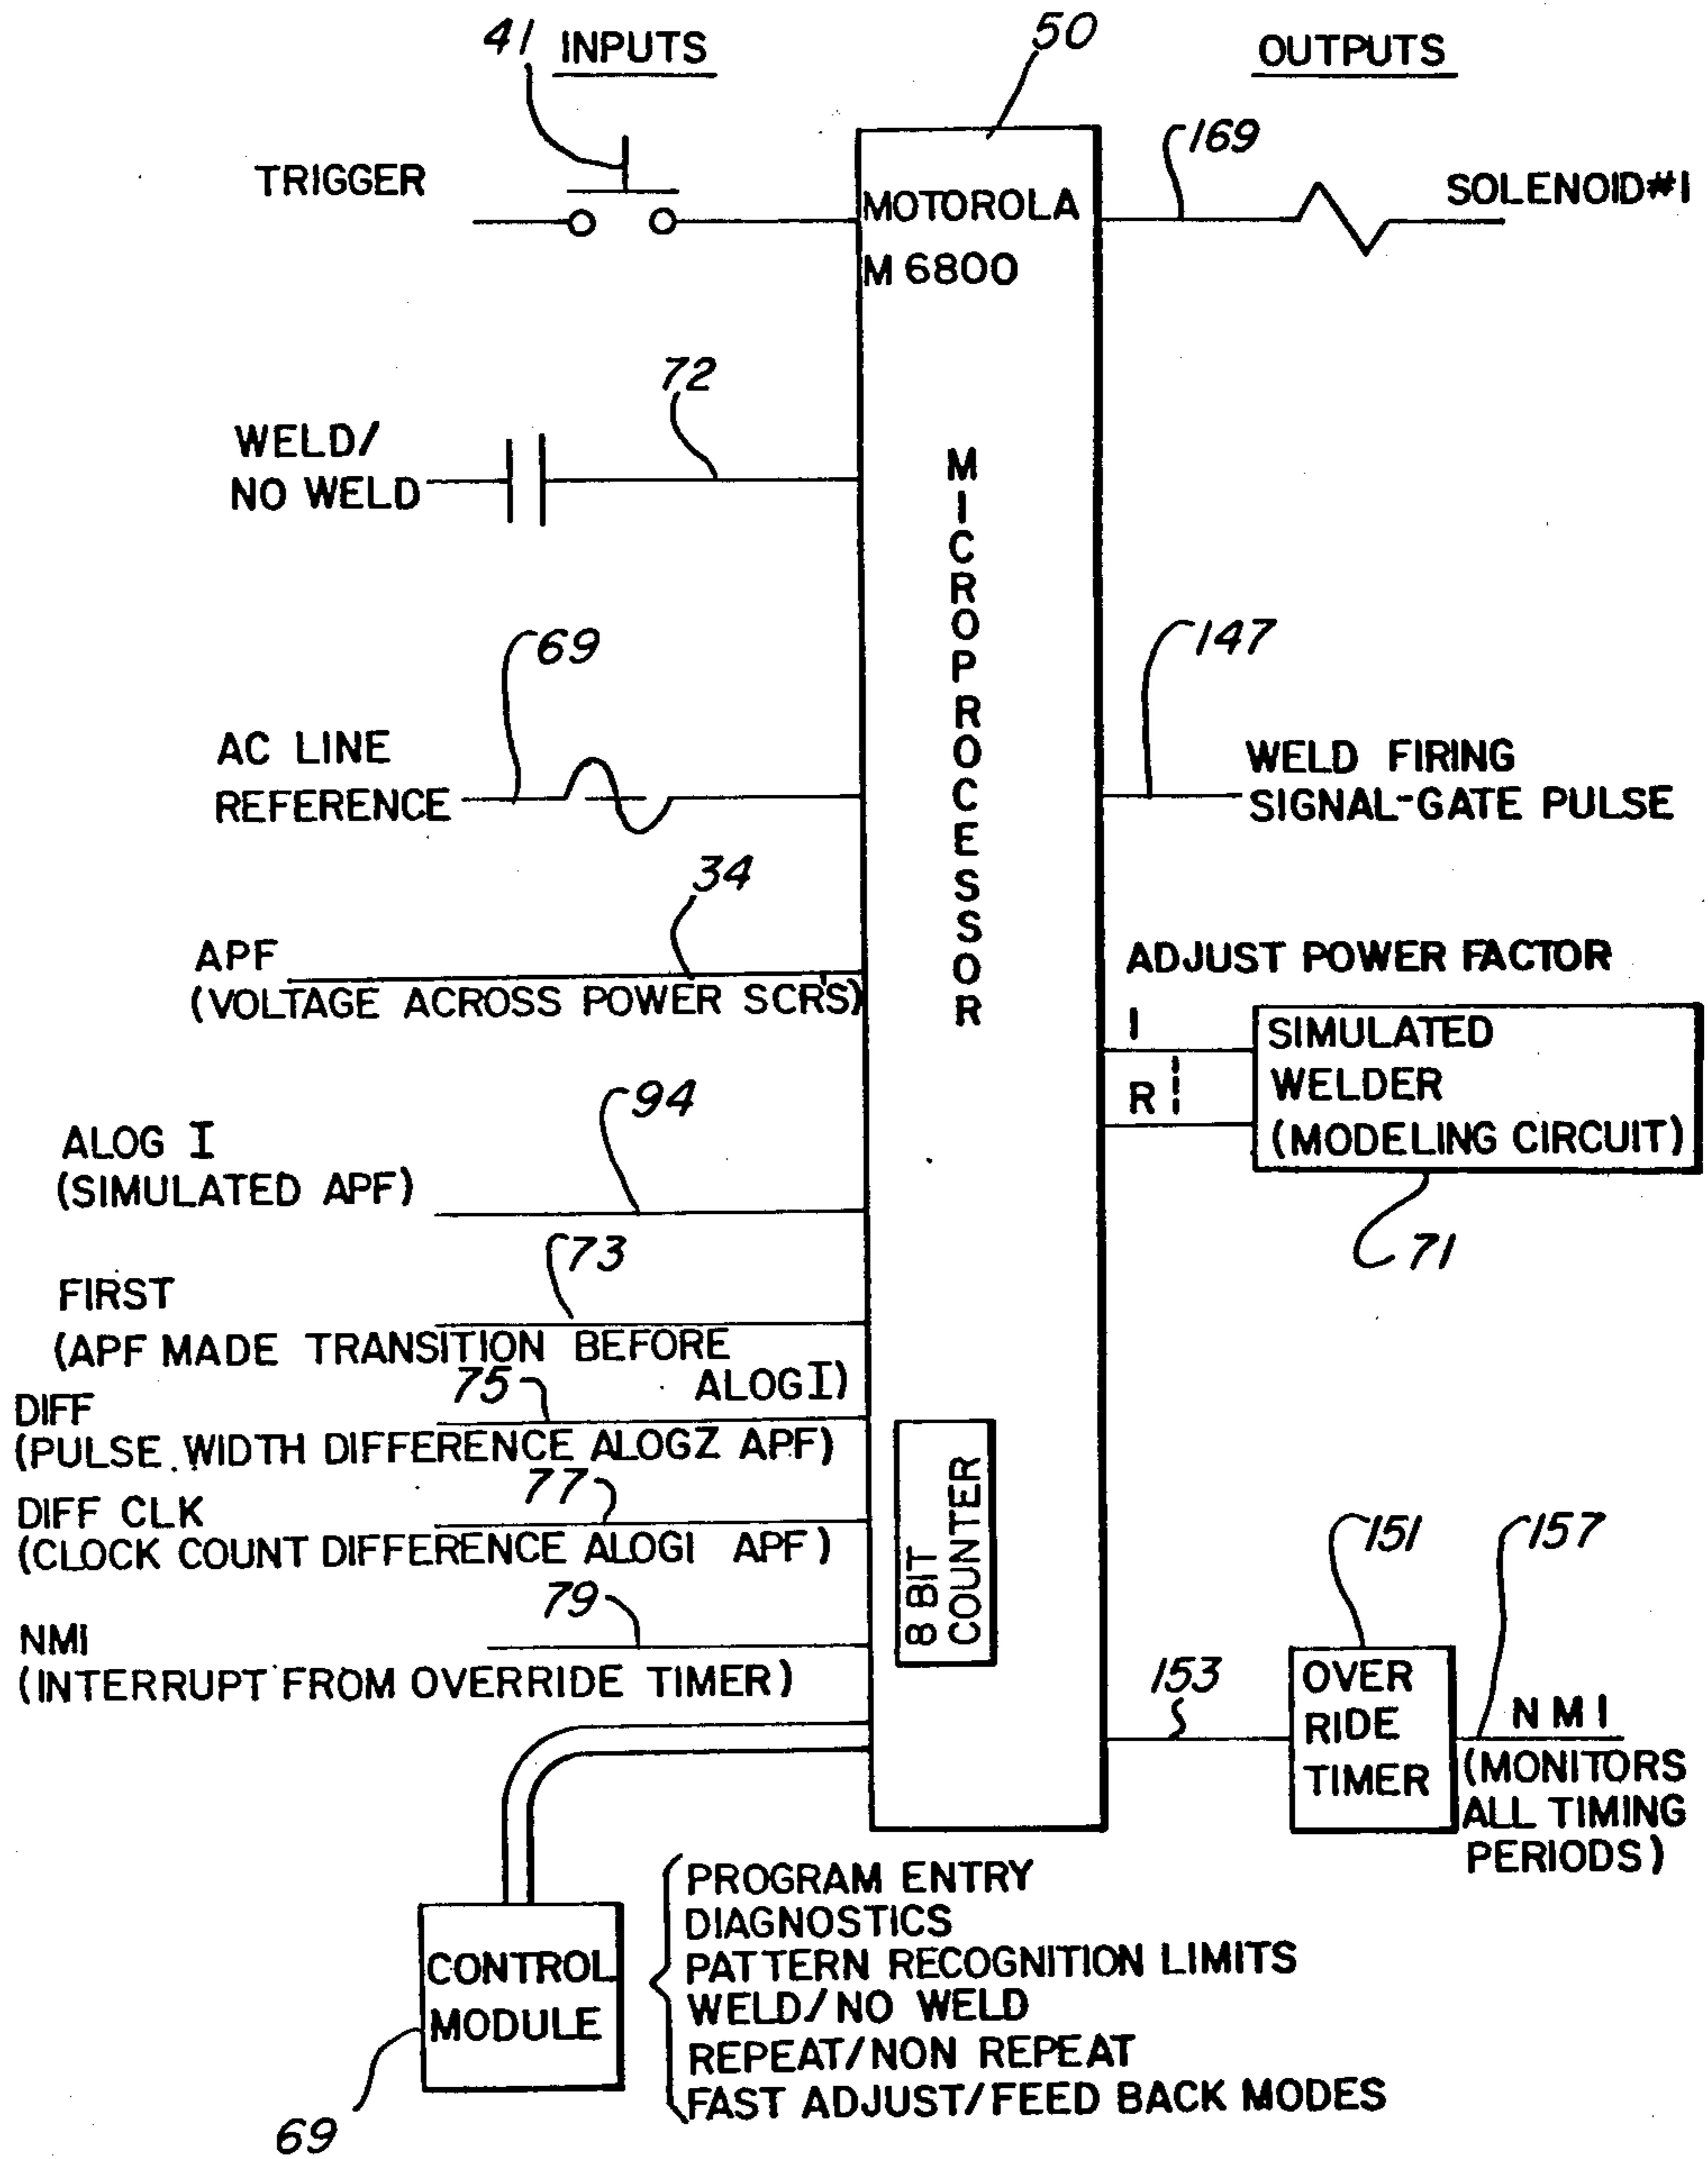 41 INPUTS
50
OUTPUTS
TRIGGER
MOTOROLA
M6800
169
SOLENOID#1
72
WELD/
NO WELD
MICROPROCESSOR
69
AC LINE
REFERENCE
147
WELD FIRING
SIGNAL-GATE PULSE
34
APF
(VOLTAGE ACROSS POWER SCR'S)
ADJUST POWER FACTOR
1
R
SIMULATED
WELDER
(MODELING CIRCUIT)
71
94
ALOG I
(SIMULATED APF)
73
FIRST
(APF MADE TRANSITION BEFORE
ALOGI)
75
DIFF
(PULSE WIDTH DIFFERENCE ALOGZ APF)
77
DIFF CLK
(CLOCK COUNT DIFFERENCE ALOGI APF)
8 BIT
COUNTER
79
NMI
(INTERRUPT FROM OVERRIDE TIMER)
151
157
153
OVER
RIDE
TIMER
NMI
(MONITORS
ALL TIMING
PERIODS)
CONTROL
MODULE
69
PROGRAM ENTRY
DIAGNOSTICS
PATTERN RECOGNITION LIMITS
WELD/NO WELD
REPEAT/NON REPEAT
FAST ADJUST/FEED BACK MODES